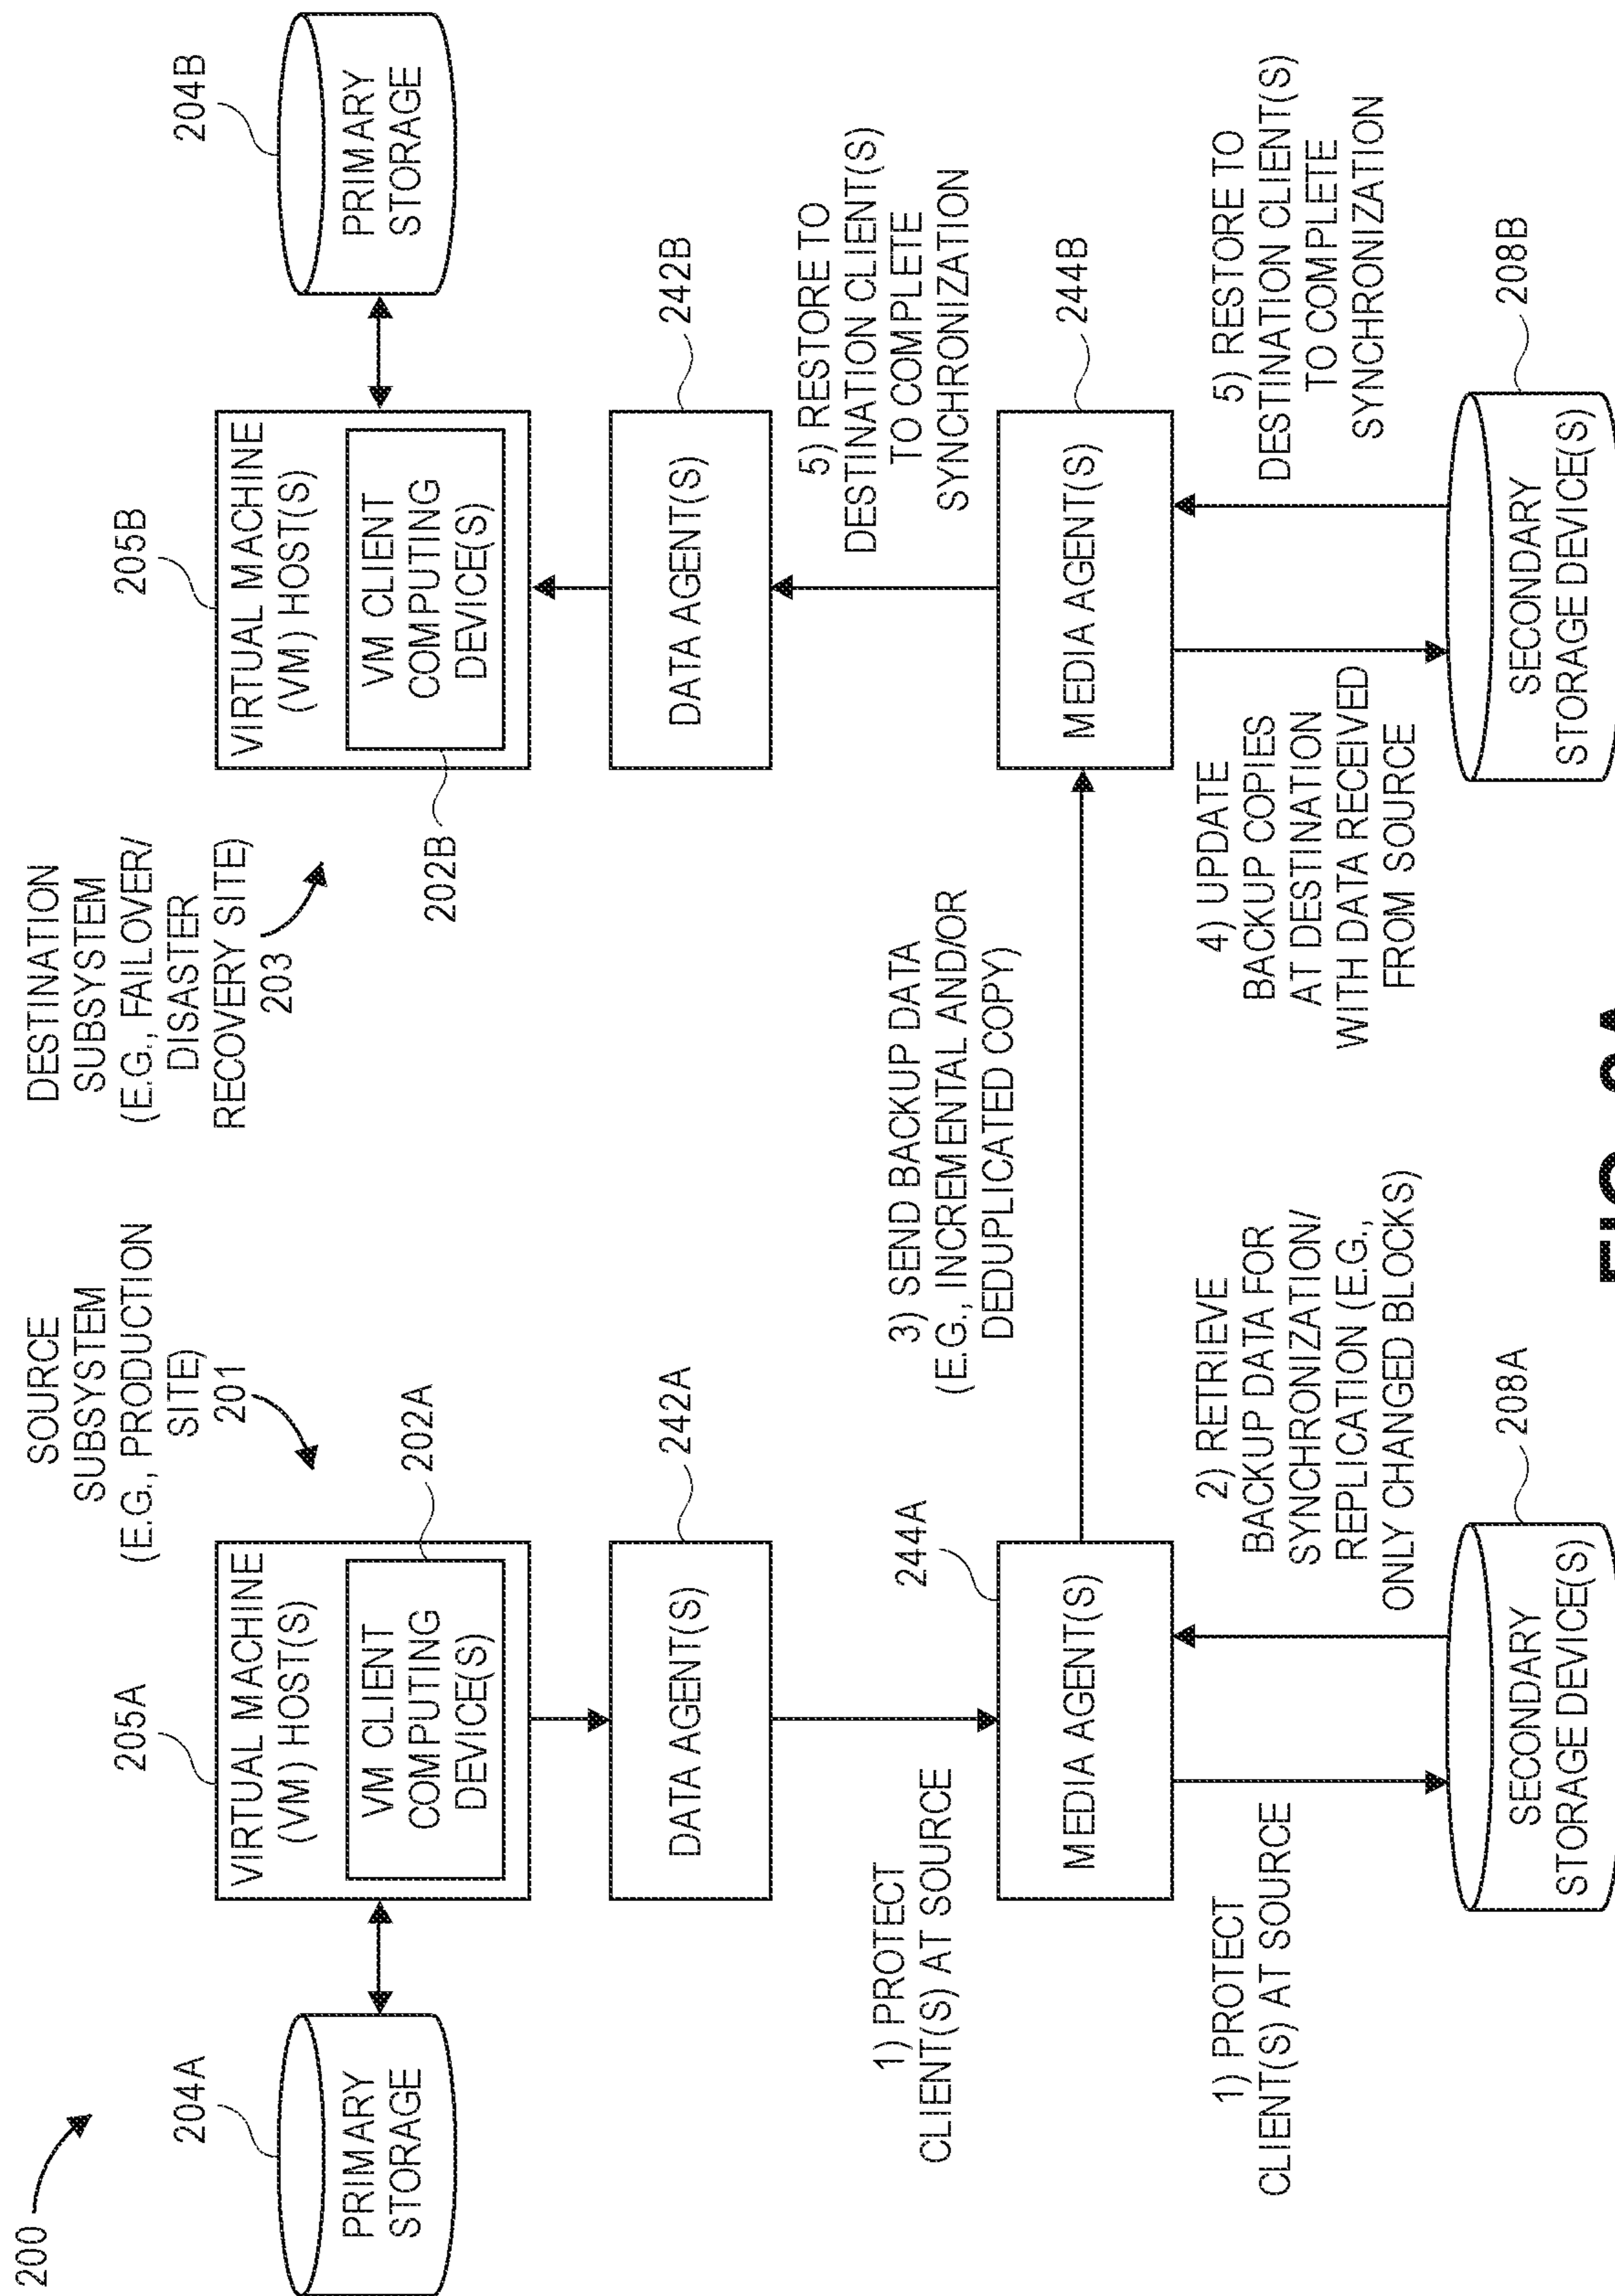 200
SOURCE
SUBSYSTEM
(E.G., PRODUCTION
SITE)
201
DESTINATION
SUBSYSTEM
(E.G., FAILOVER/
DISASTER
RECOVERY SITE)
203
204A
PRIMARY
STORAGE
205A
VIRTUAL MACHINE
(VM) HOST(S)
VM CLIENT
COMPUTING
DEVICE(S)
202A
205B
VIRTUAL MACHINE
(VM) HOST(S)
VM CLIENT
COMPUTING
DEVICE(S)
202B
204B
PRIMARY
STORAGE
DATA AGENT(S)
242A
DATA AGENT(S)
242B
1) PROTECT
CLIENT(S) AT SOURCE
3) SEND BACKUP DATA
(E.G., INCREMENTAL AND/OR
DEDUPLICATED COPY)
5) RESTORE TO
DESTINATION CLIENT(S)
TO COMPLETE
SYNCHRONIZATION
244A
MEDIA AGENT(S)
MEDIA AGENT(S)
244B
1) PROTECT
CLIENT(S) AT SOURCE
2) RETRIEVE
BACKUP DATA FOR
SYNCHRONIZATION/
REPLICATION (E.G.,
ONLY CHANGED BLOCKS)
4) UPDATE
BACKUP COPIES
AT DESTINATION
WITH DATA RECEIVED
FROM SOURCE
5) RESTORE TO
DESTINATION CLIENT(S)
TO COMPLETE
SYNCHRONIZATION
SECONDARY
STORAGE DEVICE(S)
208A
SECONDARY
STORAGE DEVICE(S)
208B